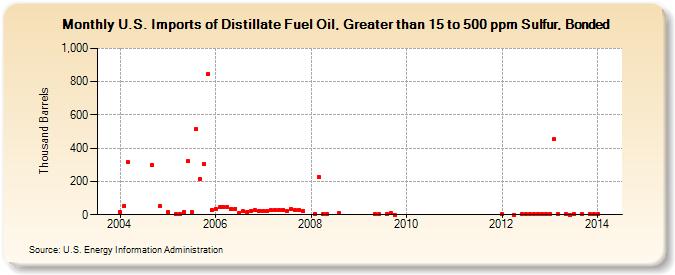 Monthly U.S. Imports of Distillate Fuel Oil, Greater than 15 to 500 ppm Sulfur, Bonded
Thousand Barrels
1,000
800
600
400
200
0
2004 2006 2008 2010 2012 2014
Source: U.S. Energy Information Administration